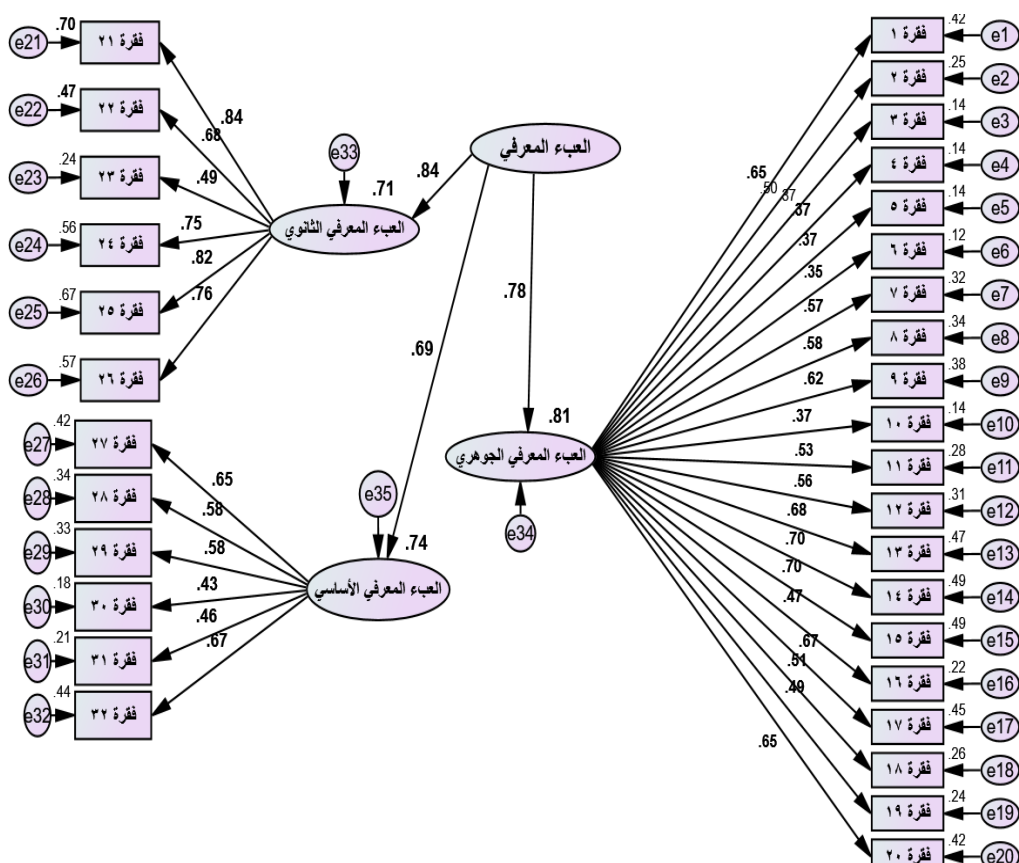 .70
e21
فقرة ٢١
.47
e22
فقرة ٢٢
.24
e23
فقرة ٢٣
.56
e24
فقرة ٢٤
.67
e25
فقرة ٢٥
.57
e26
فقرة ٢٦
.84
.68
.49
.75
.82
.76
e33
.71
العبء المعرفي الثانوي
.84
العبء المعرفي
.78
.69
.42
e27
فقرة ٢٧
.34
e28
فقرة ٢٨
.33
e29
فقرة ٢٩
.18
e30
فقرة ٣٠
.21
e31
فقرة ٣١
.44
e32
فقرة ٣٢
.65
.58
.58
.43
.46
.67
e35
.74
العبء المعرفي الأساسي
.81
العبء المعرفي الجوهري
e34
.65
.50
.37
.37
.37
.35
.57
.58
.62
.37
.53
.56
.68
.70
.70
.47
.67
.51
.49
.65
فقرة ١
.42
e1
فقرة ٢
.25
e2
فقرة ٣
.14
e3
فقرة ٤
.14
e4
فقرة ٥
.14
e5
فقرة ٦
.12
e6
فقرة ٧
.32
e7
فقرة ٨
.34
e8
فقرة ٩
.38
e9
فقرة ١٠
.14
e10
فقرة ١١
.28
e11
فقرة ١٢
.31
e12
فقرة ١٣
.47
e13
فقرة ١٤
.49
e14
فقرة ١٥
.49
e15
فقرة ١٦
.22
e16
فقرة ١٧
.45
e17
فقرة ١٨
.26
e18
فقرة ١٩
.24
e19
فقرة ٢٠
.42
e20